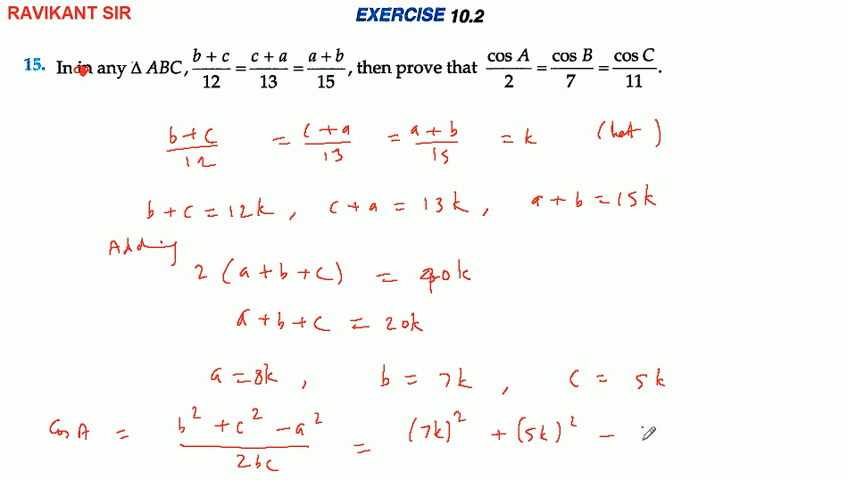 RAVIKANT SIR
EXERCISE 10.2
15. In in any Δ ABC, (b + c)/12 = (c + a)/13 = (a + b)/15, then prove that (cos A)/2 = (cos B)/7 = (cos C)/11.
(b + c)/12 = (c + a)/13 = (a + b)/15 = k (let)
b + c = 12k, c + a = 13k, a + b = 15k
Adding
2 (a + b + c) = 40k
a + b + c = 20k
a = 8k, b = 7k, c = 5k
Cos A = (b² + c² - a²)/2bc = (7k)² + (5k)² -